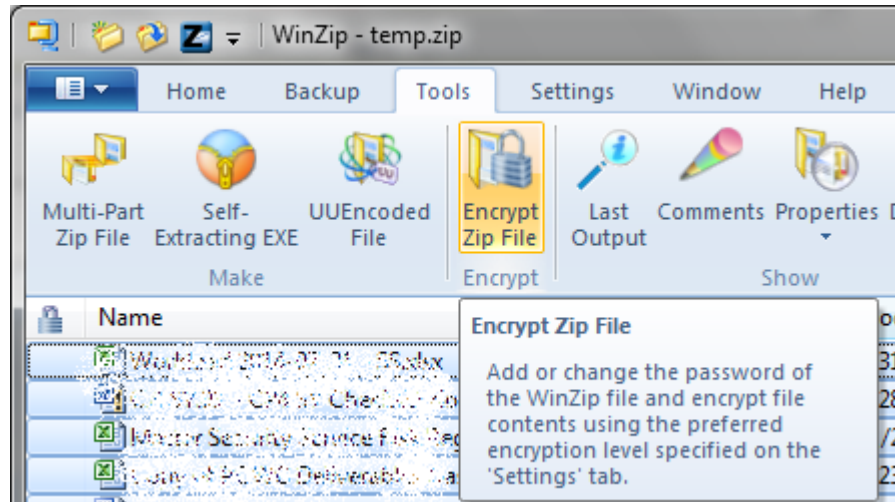 WinZip - temp.zip
Home Backup Tools Settings Window Help
Multi-Part Self- UUEncoded Encrypt Last Comments Properties
Zip File Extracting EXE File Zip File Output
Make Encrypt Show
Name
Encrypt Zip File
Add or change the password of
the WinZip file and encrypt file
contents using the preferred
encryption level specified on the
'Settings' tab.